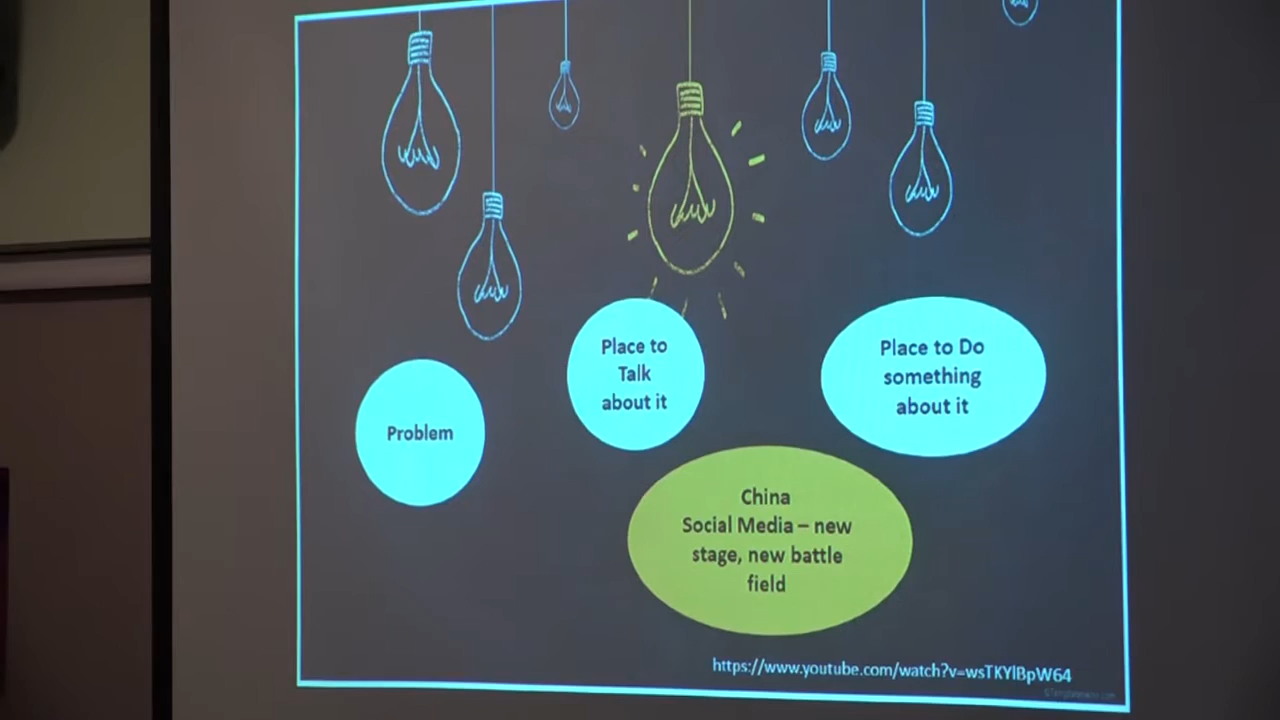 Problem
Place to
Talk
about it
Place to Do
something
about it
China
Social Media – new
stage, new battle
field
https://www.youtube.com/watch?v=wsTKYlBpW64